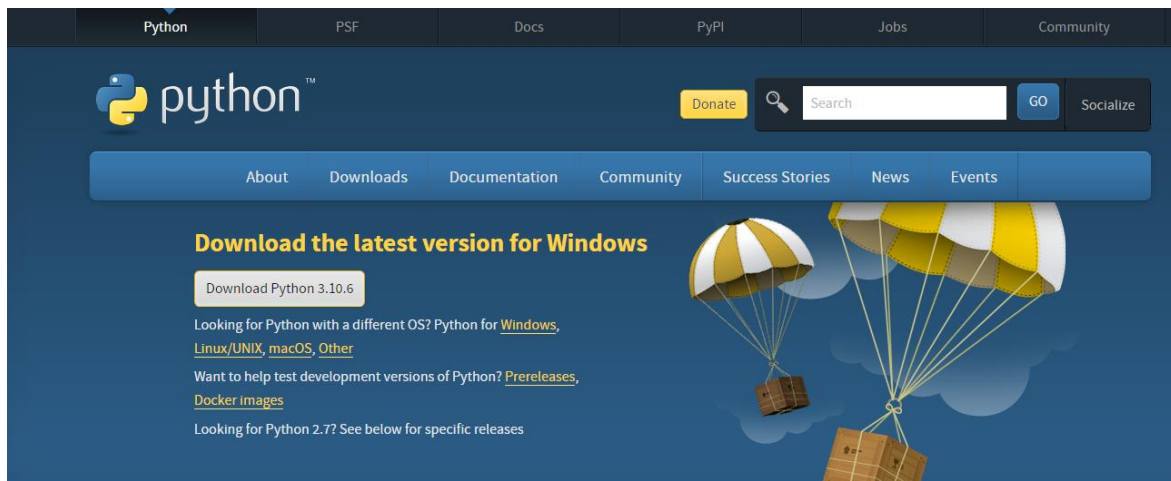 Python
PSF
Docs
PyPI
Jobs
Community
python™
Donate
Search
GO
Socialize
About
Downloads
Documentation
Community
Success Stories
News
Events
Download the latest version for Windows
Download Python 3.10.6
Looking for Python with a different OS? Python for Windows,
Linux/UNIX, macOS, Other
Want to help test development versions of Python? Prereleases,
Docker images
Looking for Python 2.7? See below for specific releases